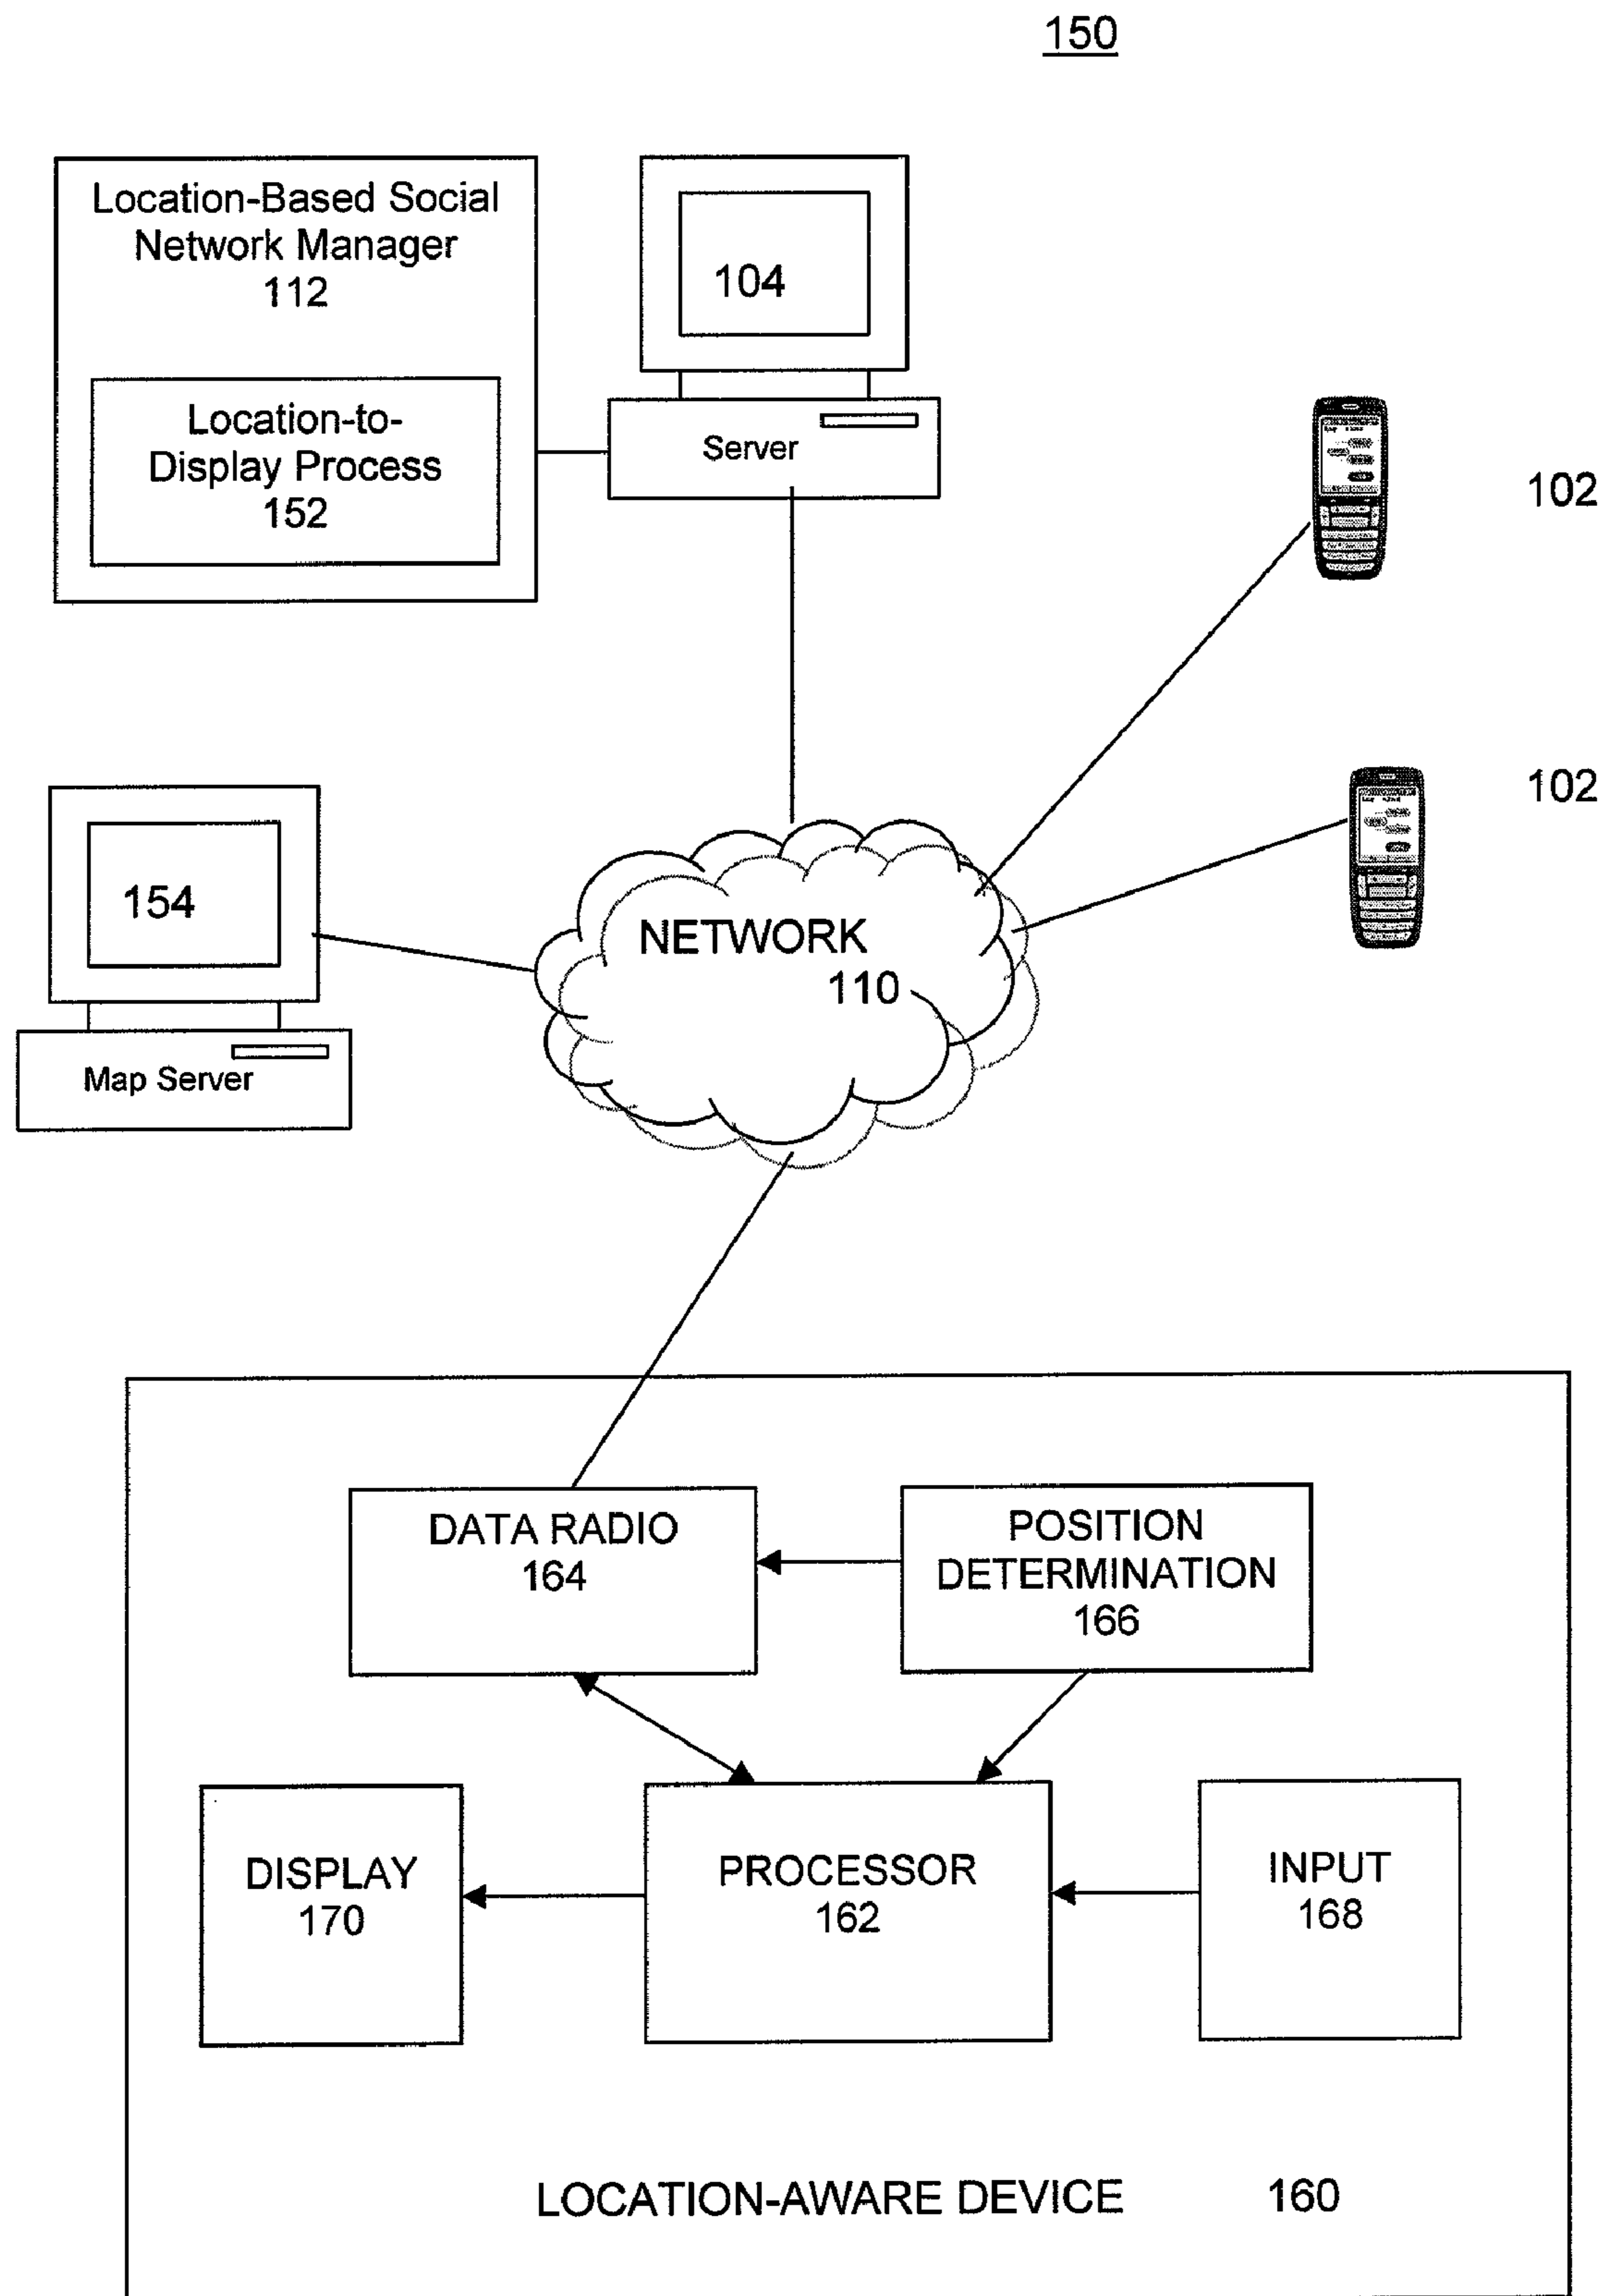 150
Location-Based Social
Network Manager
112
104
Location-to-
Display Process
152
Server
102
102
154
NETWORK
110
Map Server
DATA RADIO
164
POSITION
DETERMINATION
166
DISPLAY
170
PROCESSOR
162
INPUT
168
LOCATION-AWARE DEVICE 160